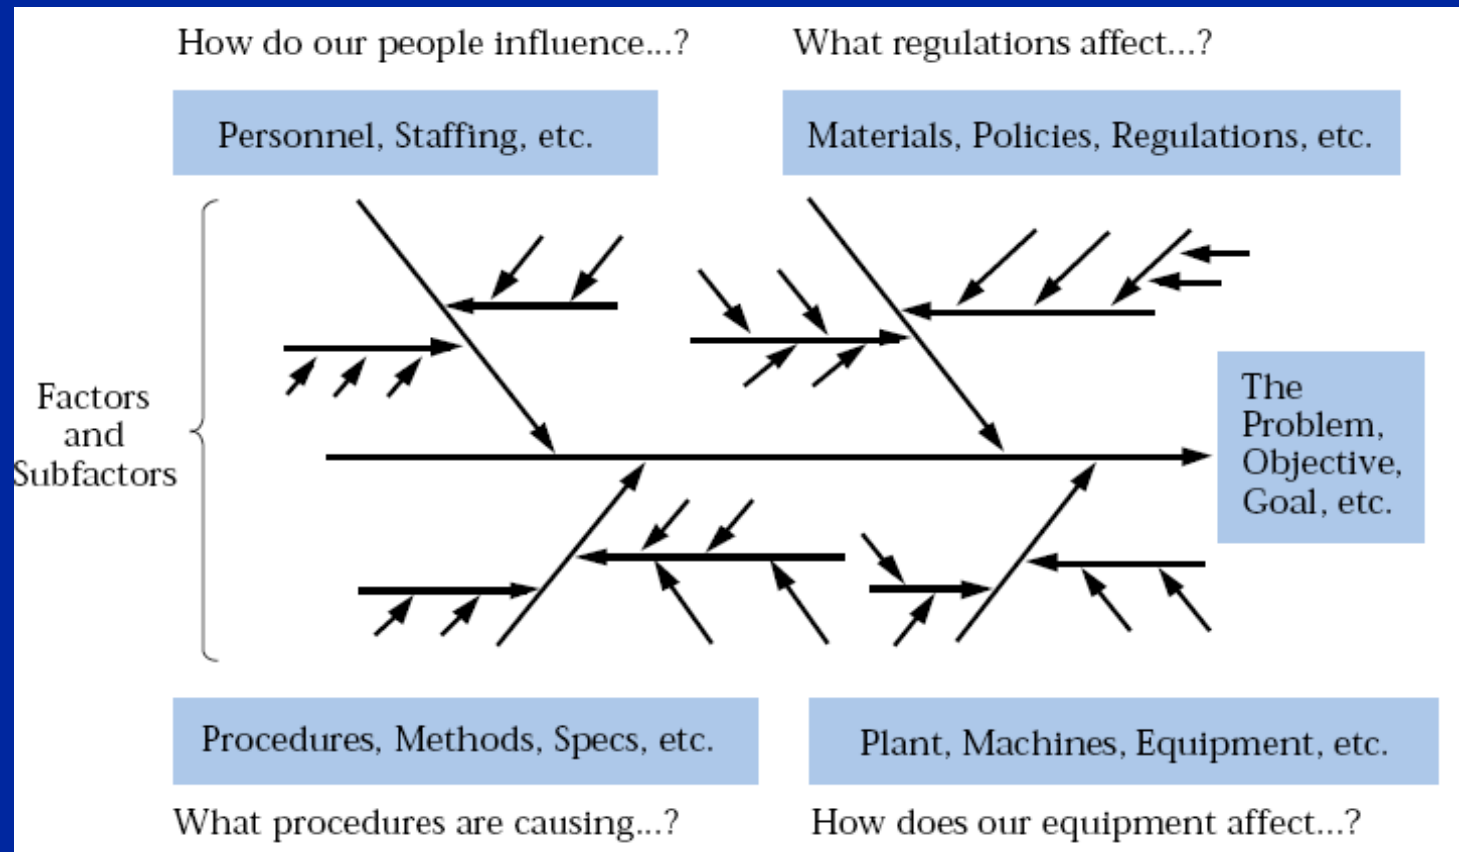 How do our people influence...?
What regulations affect...?
Personnel, Staffing, etc.
Materials, Policies, Regulations, etc.
Factors
and
Subfactors
The
Problem,
Objective,
Goal, etc.
Procedures, Methods, Specs, etc.
Plant, Machines, Equipment, etc.
What procedures are causing...?
How does our equipment affect...?